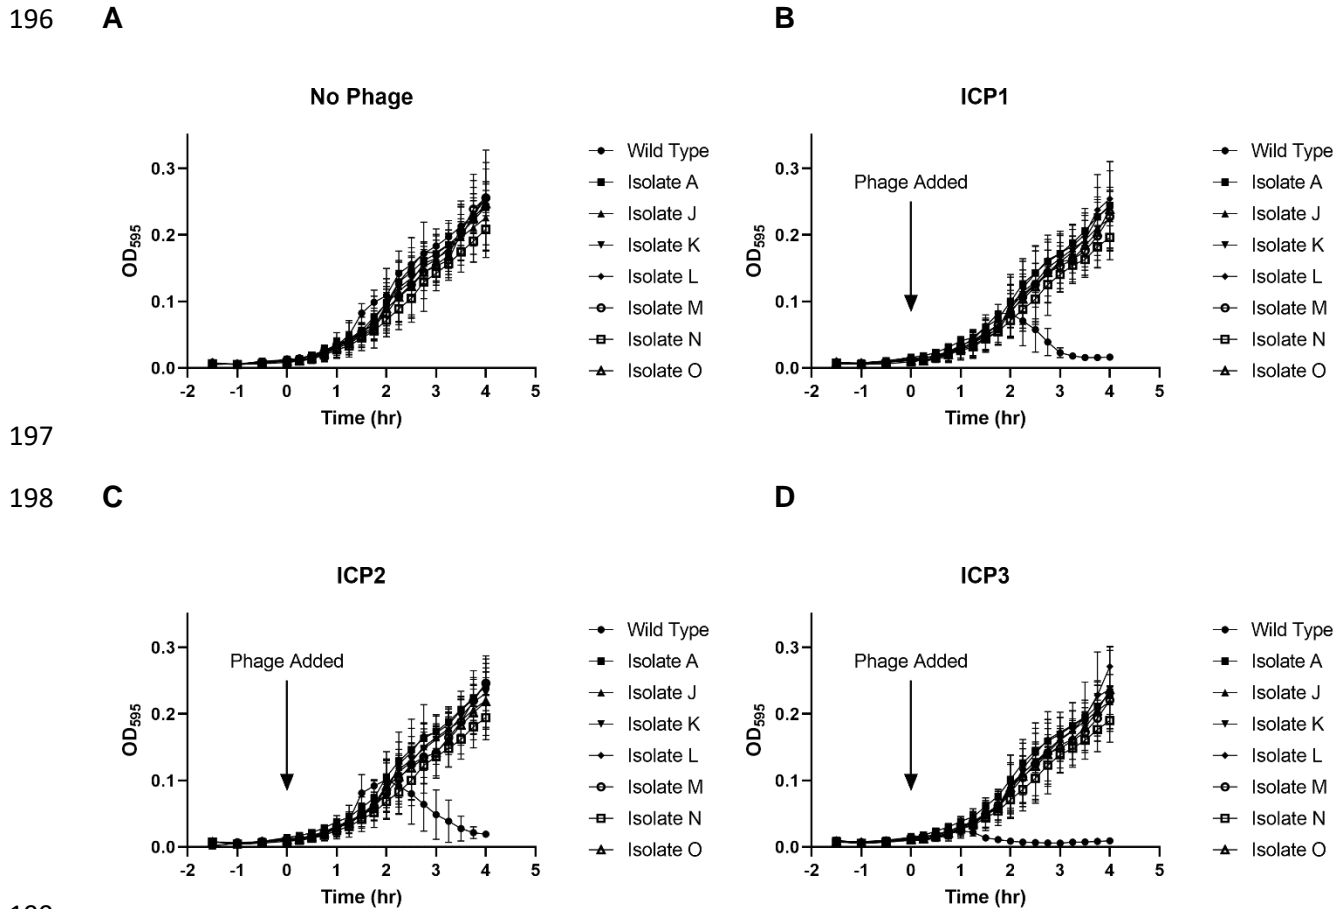 196 A B
No Phage
0.3
0.2
0.1
0.0
OD595
-2 -1 0 1 2 3 4 5
Time (hr)
Wild Type
Isolate A
Isolate J
Isolate K
Isolate L
Isolate M
Isolate N
Isolate O
ICP1
Phage Added
0.3
0.2
0.1
0.0
OD595
-2 -1 0 1 2 3 4 5
Time (hr)
Wild Type
Isolate A
Isolate J
Isolate K
Isolate L
Isolate M
Isolate N
Isolate O
197
198 C D
ICP2
Phage Added
0.3
0.2
0.1
0.0
OD595
-2 -1 0 1 2 3 4 5
Time (hr)
Wild Type
Isolate A
Isolate J
Isolate K
Isolate L
Isolate M
Isolate N
Isolate O
ICP3
Phage Added
0.3
0.2
0.1
0.0
OD595
-2 -1 0 1 2 3 4 5
Time (hr)
Wild Type
Isolate A
Isolate J
Isolate K
Isolate L
Isolate M
Isolate N
Isolate O